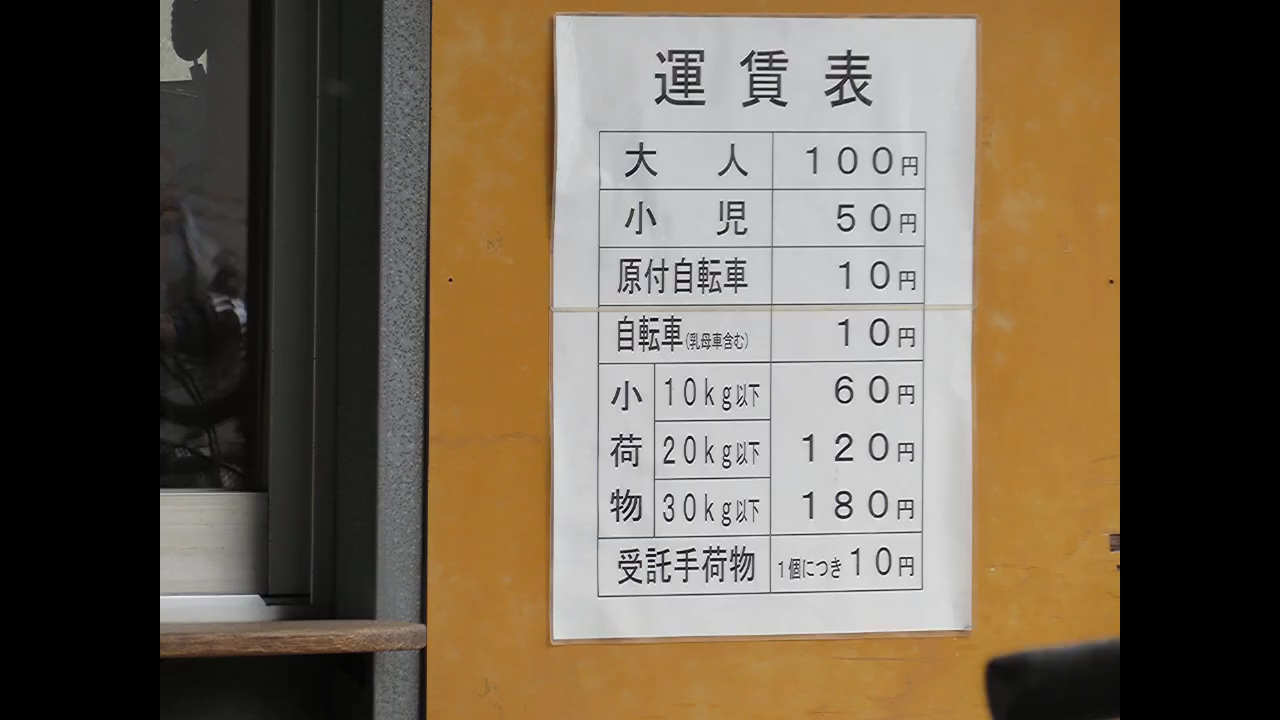 運賃表
大人 100円
小児 50円
原付自転車 10円
自転車(乳母車含む) 10円
小荷物 10kg以下 60円
20kg以下 120円
30kg以下 180円
受託手荷物 1個につき10円